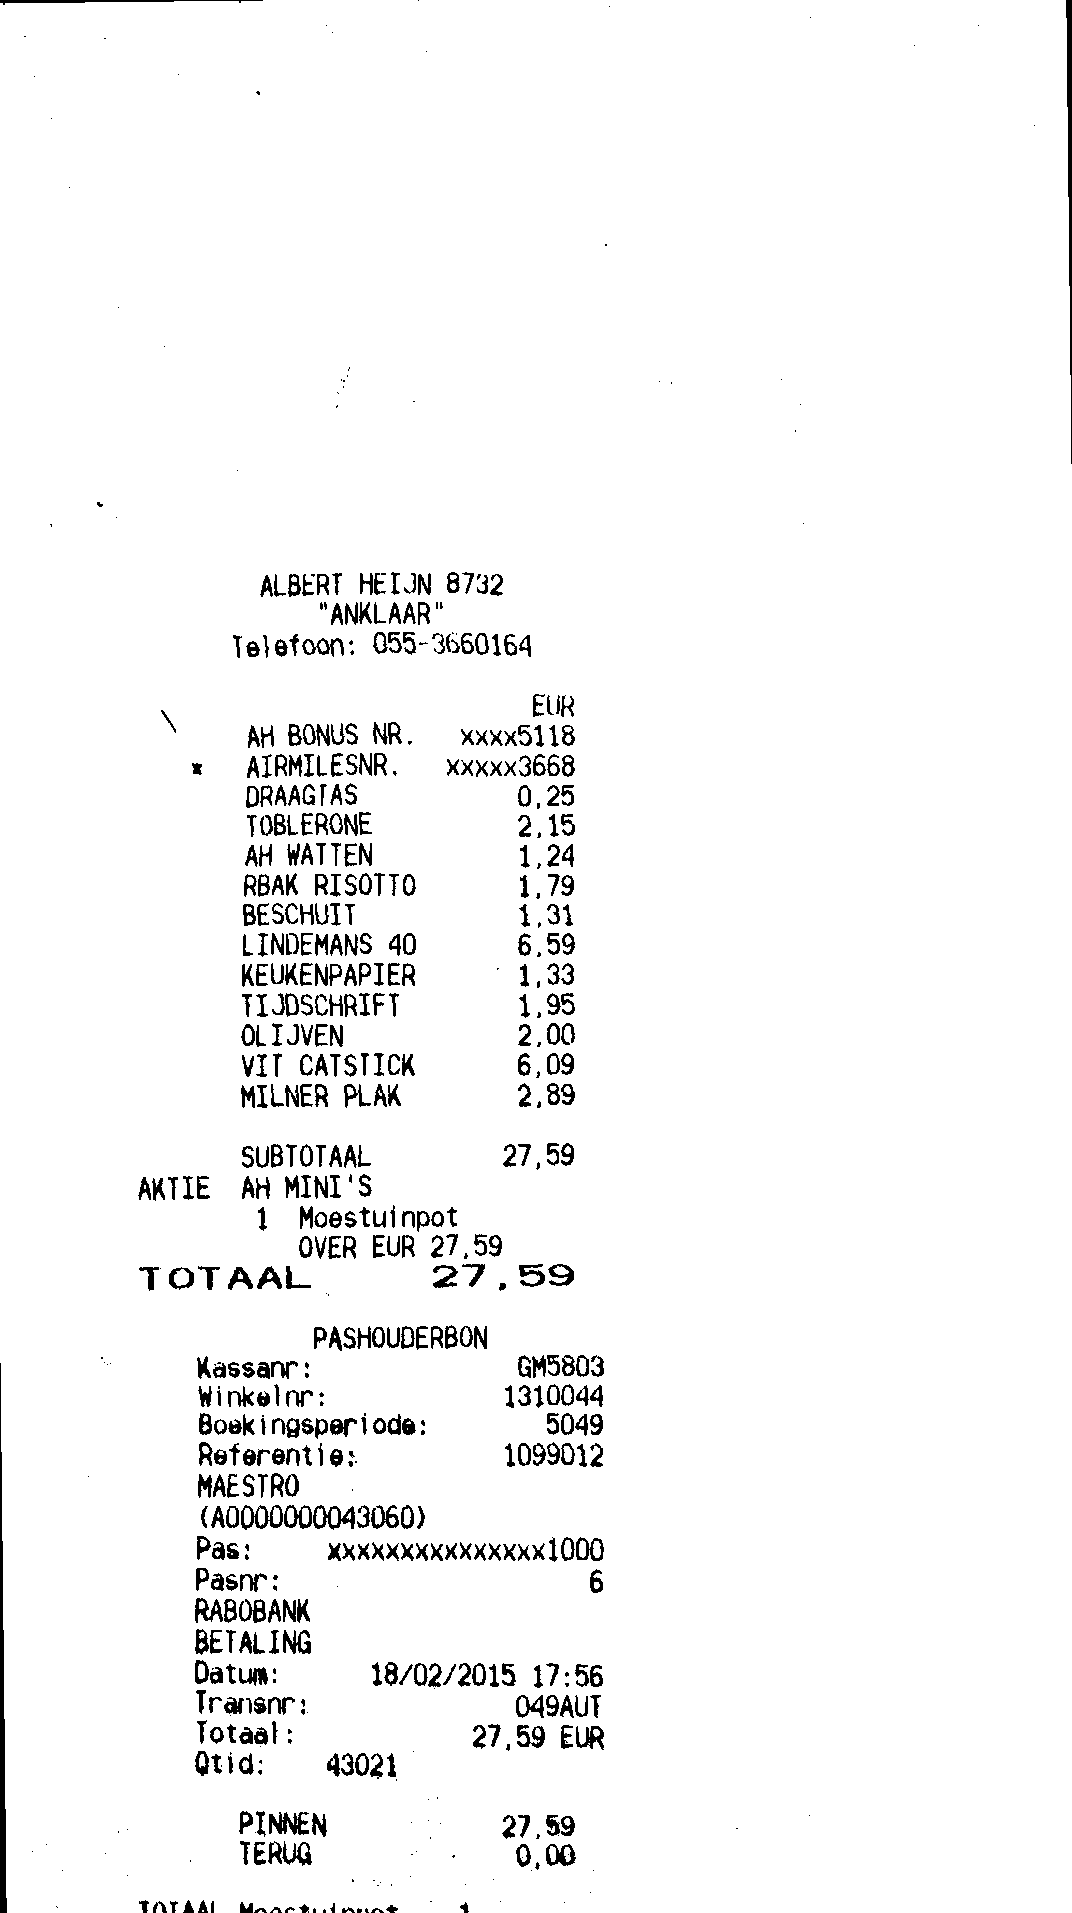 ALBERT HEIJN 8732
"ANKLAAR"
Telefoon: 055-3660164
EUR
AH BONUS NR. xxxx5118
* AIRMILESNR. xxxxx3668
DRAAGTAS 0,25
TOBLERONE 2,15
AH WATTEN 1,24
RBAK RISOTTO 1,79
BESCHUIT 1,31
LINDEMANS 40 6,59
KEUKENPAPIER 1,33
TIJDSCHRIFT 1,95
OLIJVEN 2,00
VIT CATSTICK 6,09
MILNER PLAK 2,89
SUBTOTAAL 27,59
AKTIE AH MINI'S
1 Moestuinpot
OVER EUR 27,59
TOTAAL 27,59
PASHOUDERBON
Kassanr: GM5803
Winkelnr: 1310044
Boekingsperiode: 5049
Referentie: 1099012
MAESTRO
(A0000000043060)
Pas: xxxxxxxxxxxxxxx1000
Pasnr: 6
RABOBANK
BETALING
Datum: 18/02/2015 17:56
Transnr: 049AUT
Totaal: 27,59 EUR
Qtid: 43021
PINNEN 27,59
TERUG 0,00
TOTAAL Moestuinpot 1